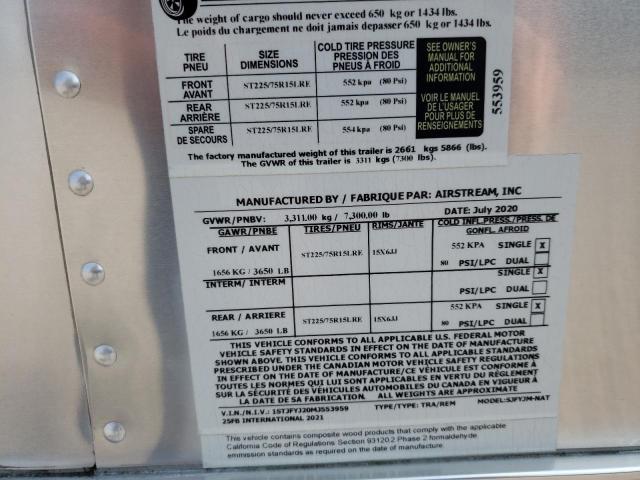 The weight of cargo should never exceed 650 kg or 1434 lbs.
Le poids du chargement ne doit jamais depasser 650 kg or 1434 lbs.
TIRE PNEU SIZE DIMENSIONS COLD TIRE PRESSURE PRESSION DES PNEUS À FROID
FRONT AVANT ST225/75R15LRE 552 kpa (80 Psi)
REAR ARRIÈRE ST225/75R15LRE 552 kpa (80 Psi)
SPARE DE SECOURS ST225/75R15LRE 554 kpa (80 Psi)
SEE OWNER'S
MANUAL FOR
ADDITIONAL
INFORMATION
VOIR LE MANUEL
DE L'USAGER
POUR PLUS DE
RENSEIGNEMENTS
553959
The factory manufactured weight of this trailer is 2661 kgs 5866 (lbs).
The GVWR of this trailer is 3311 kgs (7300 lbs).
MANUFACTURED BY / FABRIQUE PAR: AIRSTREAM, INC
GVWR/PNBV: 3,311.00 kg / 7,300.00 lb DATE: July 2020
GAWR/PNBE TIRES/PNEU RIMS/JANTE COLD INFL.PRESS./PRESS. DE
GONFL. AFROID
FRONT / AVANT ST225/75R15LRE 15X6JJ 552 KPA SINGLE X
1656 KG / 3650 LB 80 PSI/LPC DUAL
INTERM/ INTERM SINGLE X
PSI/LPC DUAL
REAR / ARRIERE ST225/75R15LRE 15X6JJ 552 KPA SINGLE X
1656 KG / 3650 LB 80 PSI/LPC DUAL
THIS VEHICLE CONFORMS TO ALL APPLICABLE U.S. FEDERAL MOTOR
VEHICLE SAFETY STANDARDS IN EFFECT ON THE DATE OF MANUFACTURE
SHOWN ABOVE. THIS VEHICLE CONFORMS TO ALL APPLICABLE STANDARDS
PRESCRIBED UNDER THE CANADIAN MOTOR VEHICLE SAFETY REGULATIONS
IN EFFECT ON THE DATE OF MANUFACTURE/CE VÉHICULE EST CONFORME À
TOUTES LES NORMES QUI LUI SONT APPLICABLES EN VERTU DU RÈGLEMENT
SUR LA SÉCURITÉ DES VÉHICULES AUTOMOBILES DU CANADA EN VIGUEUR À
LA DATE DE SA FABRICATION. ALL WEIGHTS ARE APPROXIMATE
V.I.N./N.I.V.: 1STJFYJ20MJ553959 TYPE/TYPE: TRA/REM MODEL:SJFYJM-NAT
25FB INTERNATIONAL 2021
This vehicle contains composite wood products that comply with the
California Code of Regulations Section 93120.2 Phase 2 formaldehyde
emission standards as required on the date of manufacture.